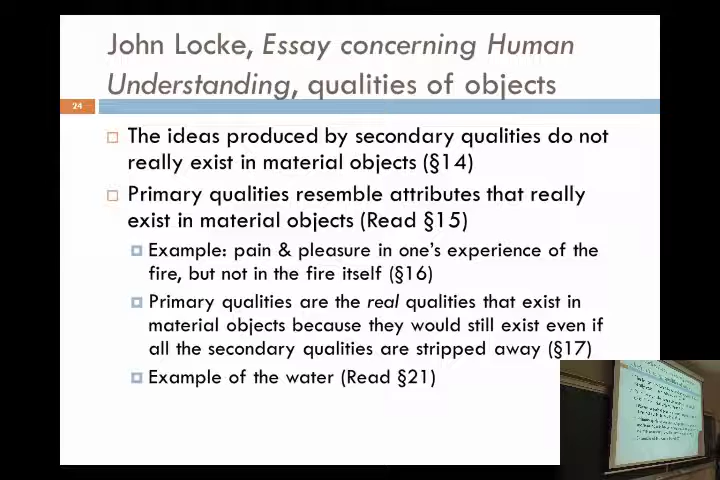 John Locke, Essay concerning Human
Understanding, qualities of objects
24
The ideas produced by secondary qualities do not
really exist in material objects (§14)
Primary qualities resemble attributes that really
exist in material objects (Read §15)
Example: pain & pleasure in one's experience of the
fire, but not in the fire itself (§16)
Primary qualities are the real qualities that exist in
material objects because they would still exist even if
all the secondary qualities are stripped away (§17)
Example of the water (Read §21)